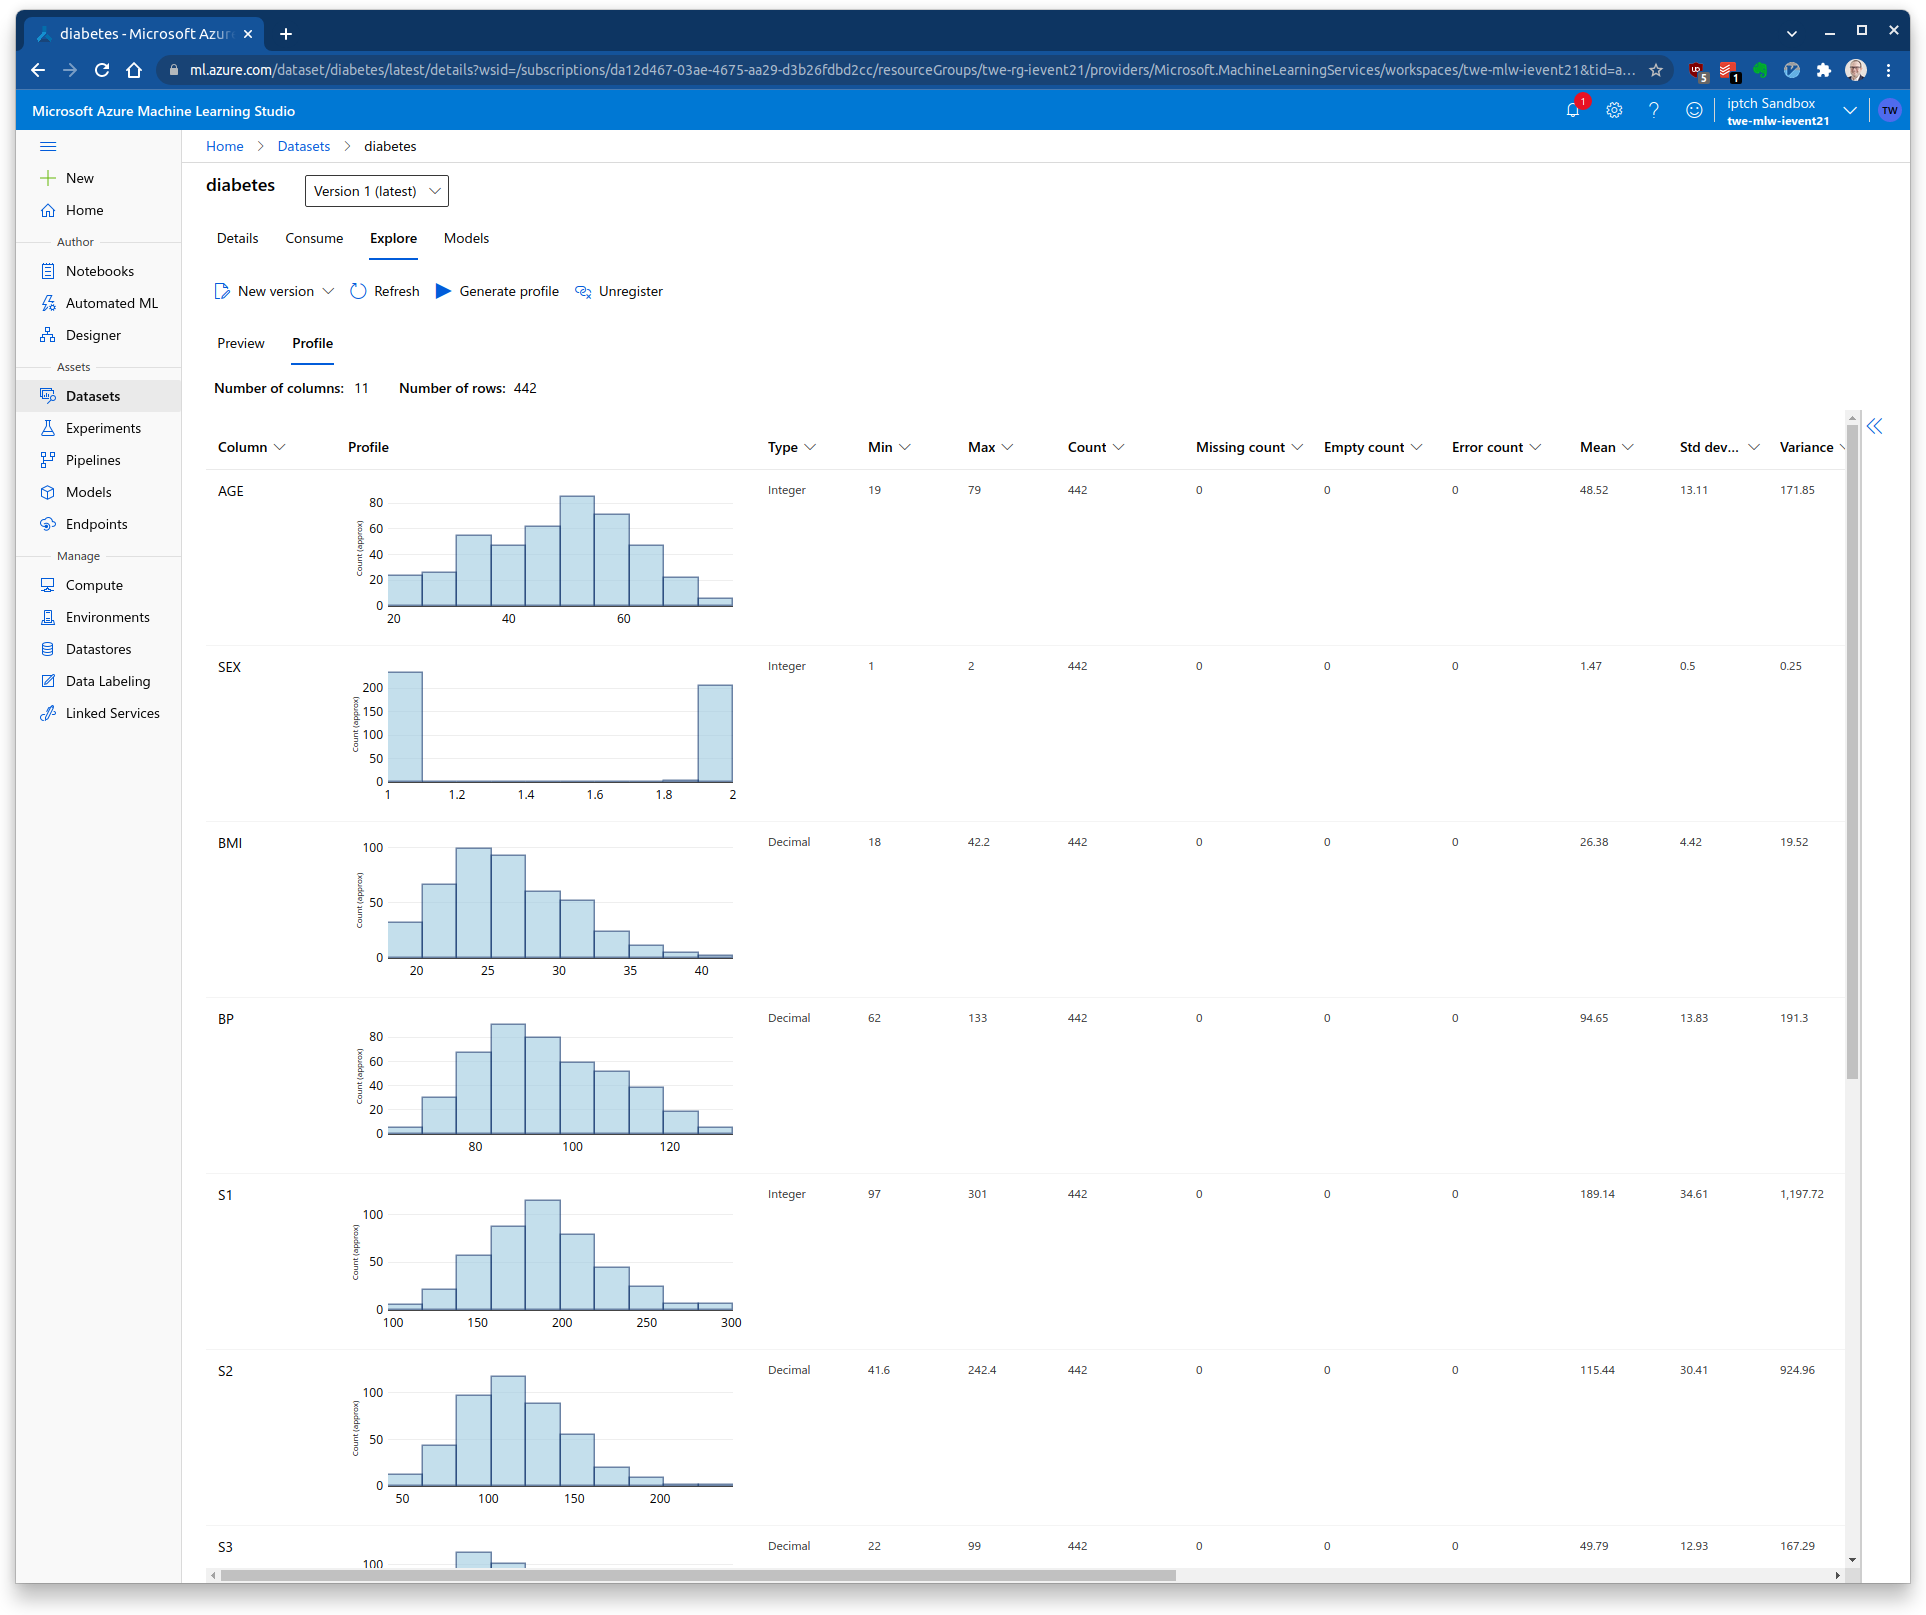 diabetes - Microsoft Azur
ml.azure.com/dataset/diabetes/latest/details?wsid=/subscriptions/da12d467-03ae-4675-aa29-d3b26fdbd2cc/resourceGroups/twe-rg-ievent21/providers/Microsoft.MachineLearningServices/workspaces/twe-mlw-ievent21&tid=a...
5
1
Microsoft Azure Machine Learning Studio
1
iptch Sandbox
twe-mlw-ievent21
TW
New
Home
Author
Notebooks
Automated ML
Designer
Assets
Datasets
Experiments
Pipelines
Models
Endpoints
Manage
Compute
Environments
Datastores
Data Labeling
Linked Services
Home > Datasets > diabetes
diabetes
Version 1 (latest)
Details Consume Explore Models
New version Refresh Generate profile Unregister
Preview Profile
Number of columns: 11 Number of rows: 442
Column Profile Type Min Max Count Missing count Empty count Error count Mean Std dev... Variance
AGE Integer 19 79 442 0 0 0 48.52 13.11 171.85
Count (approx)
80
60
40
20
0
20 40 60
SEX Integer 1 2 442 0 0 0 1.47 0.5 0.25
Count (approx)
200
150
100
50
0
1 1.2 1.4 1.6 1.8 2
BMI Decimal 18 42.2 442 0 0 0 26.38 4.42 19.52
Count (approx)
100
50
0
20 25 30 35 40
BP Decimal 62 133 442 0 0 0 94.65 13.83 191.3
Count (approx)
80
60
40
20
0
80 100 120
S1 Integer 97 301 442 0 0 0 189.14 34.61 1,197.72
Count (approx)
100
50
0
100 150 200 250 300
S2 Decimal 41.6 242.4 442 0 0 0 115.44 30.41 924.96
Count (approx)
100
50
0
50 100 150 200
S3 Decimal 22 99 442 0 0 0 49.79 12.93 167.29
100